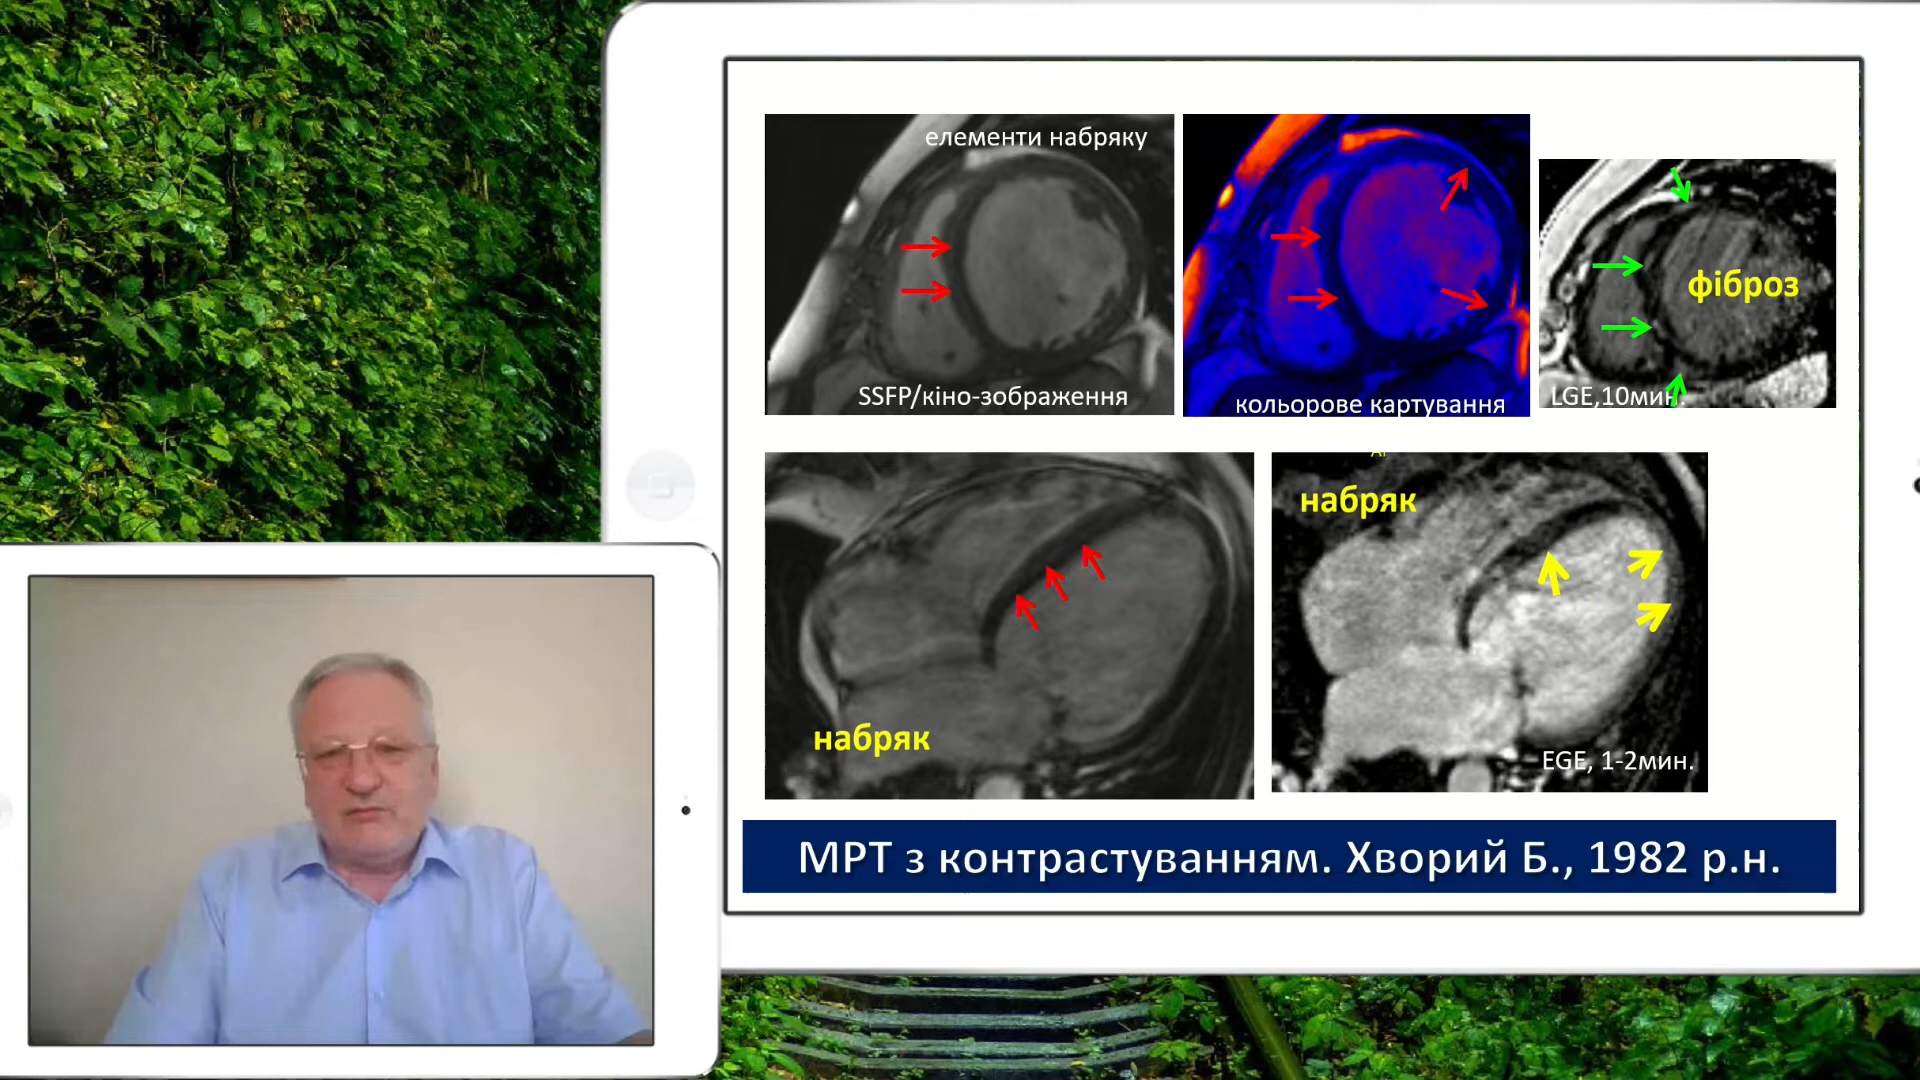 елементи набряку
SSFP/кіно-зображення
кольорове картування
фіброз
LGE,10мин.
набряк
набряк
EGE, 1-2мин.
МРТ з контрастуванням. Хворий Б., 1982 р.н.